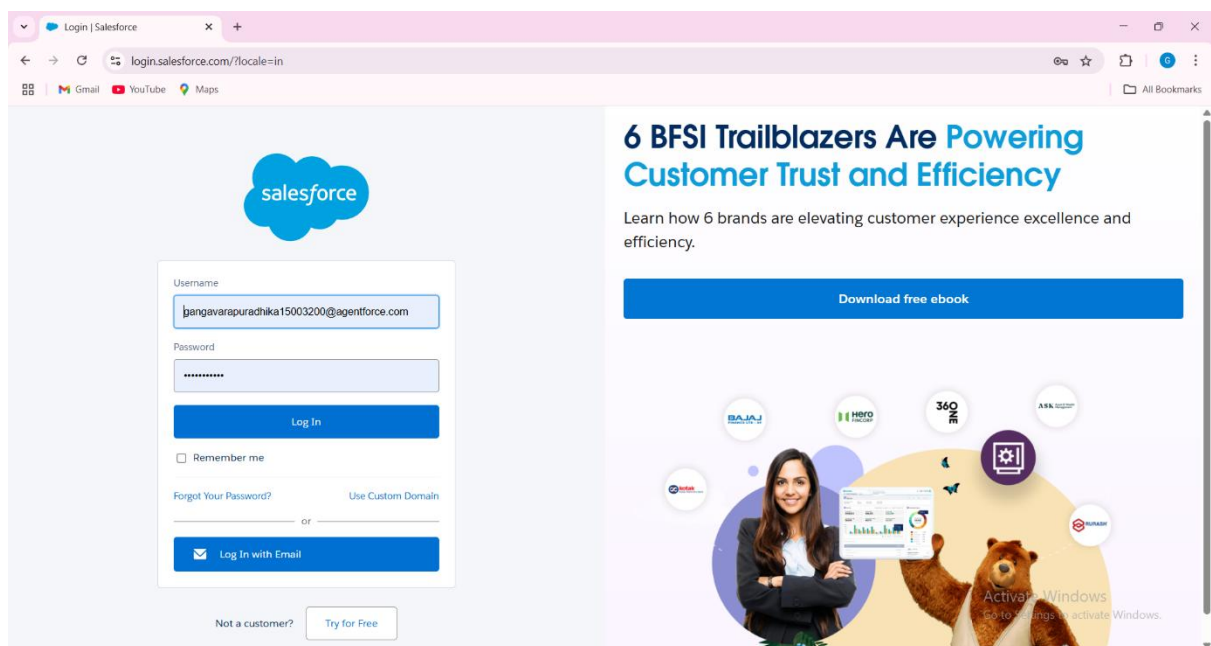 Login | Salesforce
login.salesforce.com/?locale=in
G
Gmail
YouTube
Maps
All Bookmarks
salesforce
Username
gangavarapuradhika15003200@agentforce.com
Password
Log In
Remember me
Forgot Your Password?
Use Custom Domain
or
Log In with Email
Not a customer?
Try for Free
6 BFSI Trailblazers Are Powering
Customer Trust and Efficiency
Learn how 6 brands are elevating customer experience excellence and
efficiency.
Download free ebook
BAJAJ
Hero
FINCORP
360
ONE
ASK
kotak
Activate Windows
Go to Settings to activate Windows.